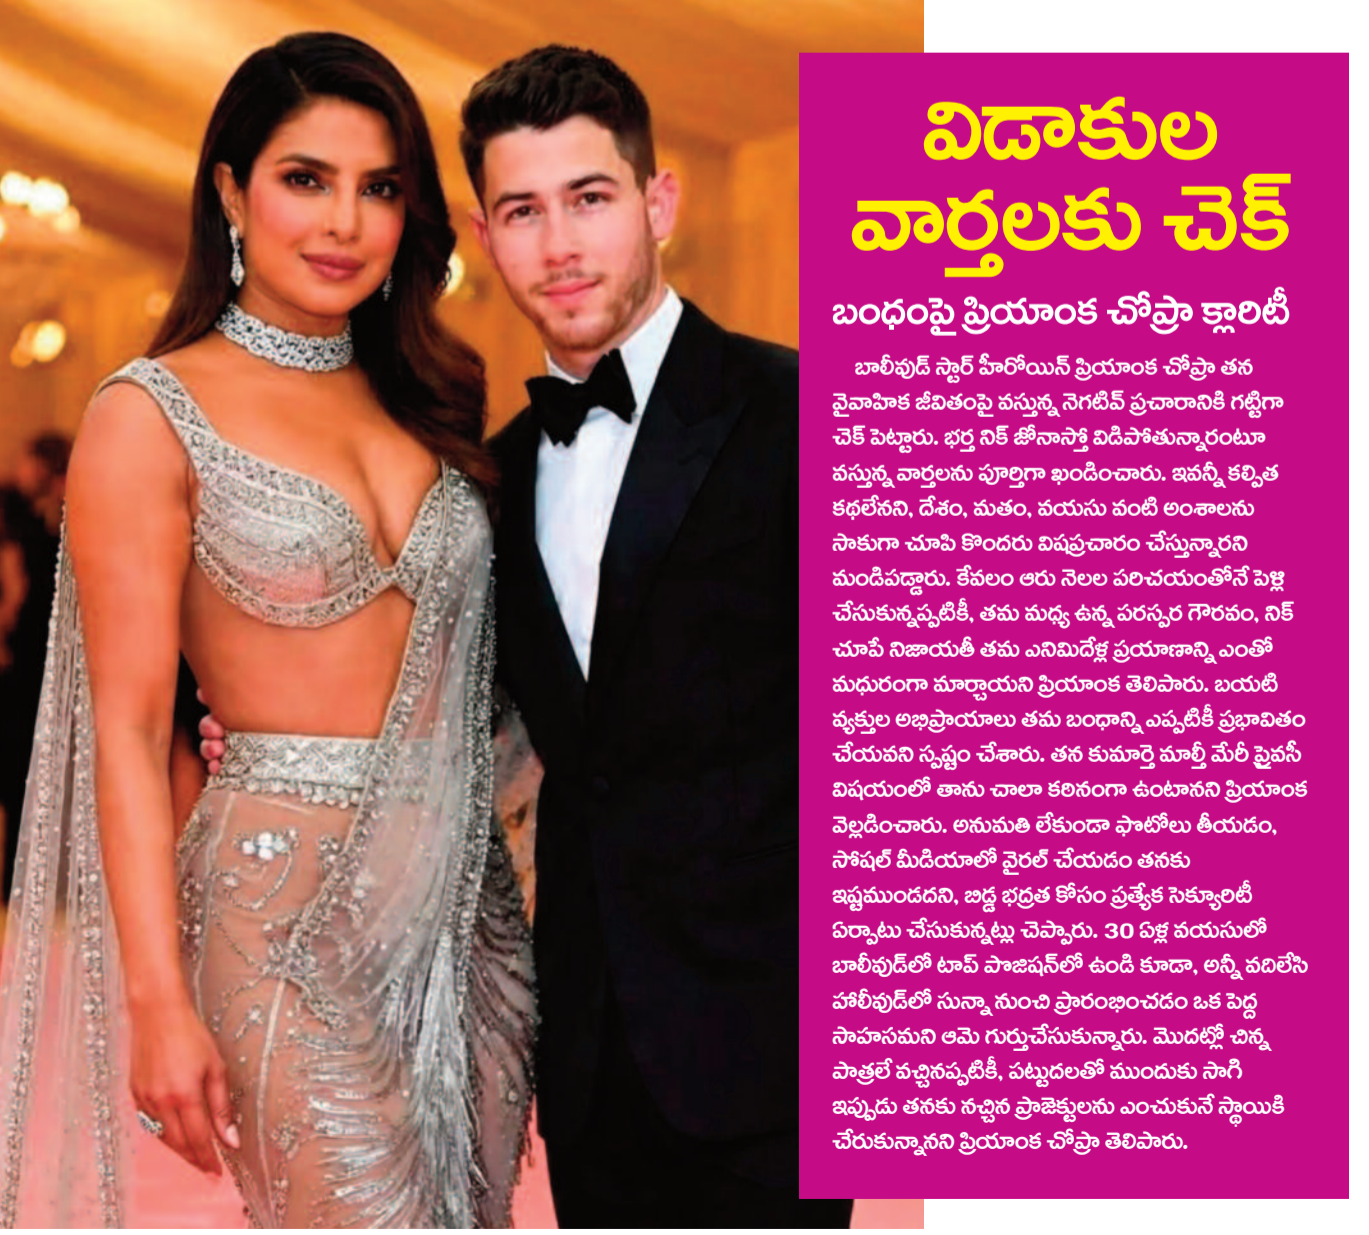 విడాకుల
వార్తలకు చెక్
బంధంపై ప్రియాంక చోప్రా క్లారిటీ
బాలీవుడ్ స్టార్ హీరోయిన్ ప్రియాంక చోప్రా తన
వైవాహిక జీవితంపై వస్తున్న నెగటివ్ ప్రచారానికి గట్టిగా
చెక్ పెట్టారు. భర్త నిక్ జోనాస్తో విడిపోతున్నారంటూ
వస్తున్న వార్తలను పూర్తిగా ఖండించారు. ఇవన్నీ కల్పిత
కథలేనని, దేశం, మతం, వయసు వంటి అంశాలను
సాకుగా చూపి కొందరు విషప్రచారం చేస్తున్నారని
మండిపడ్డారు. కేవలం ఆరు నెలల పరిచయంతోనే పెళ్లి
చేసుకున్నప్పటికీ, తమ మధ్య ఉన్న పరస్పర గౌరవం, నిక్
చూపే నిజాయతీ తమ ఎనిమిదేళ్ల ప్రయాణాన్ని ఎంతో
మధురంగా మార్చాయని ప్రియాంక తెలిపారు. బయటి
వ్యక్తుల అభిప్రాయాలు తమ బంధాన్ని ఎప్పటికీ ప్రభావితం
చేయవని స్పష్టం చేశారు. తన కుమార్తె మాల్తీ మేరీ ప్రైవసీ
విషయంలో తాను చాలా కఠినంగా ఉంటానని ప్రియాంక
వెల్లడించారు. అనుమతి లేకుండా ఫొటోలు తీయడం,
సోషల్ మీడియాలో వైరల్ చేయడం తనకు
ఇష్టముండదని, బిడ్డ భద్రత కోసం ప్రత్యేక సెక్యూరిటీ
ఏర్పాటు చేసుకున్నట్లు చెప్పారు. 30 ఏళ్ల వయసులో
బాలీవుడ్‌లో టాప్ పొజిషన్‌లో ఉండి కూడా, అన్నీ వదిలేసి
హాలీవుడ్‌లో సున్నా నుంచి ప్రారంభించడం ఒక పెద్ద
సాహసమని ఆమె గుర్తుచేసుకున్నారు. మొదట్లో చిన్న
పాత్రలే వచ్చినప్పటికీ, పట్టుదలతో ముందుకు సాగి
ఇప్పుడు తనకు నచ్చిన ప్రాజెక్టులను ఎంచుకునే స్థాయికి
చేరుకున్నానని ప్రియాంక చోప్రా తెలిపారు.